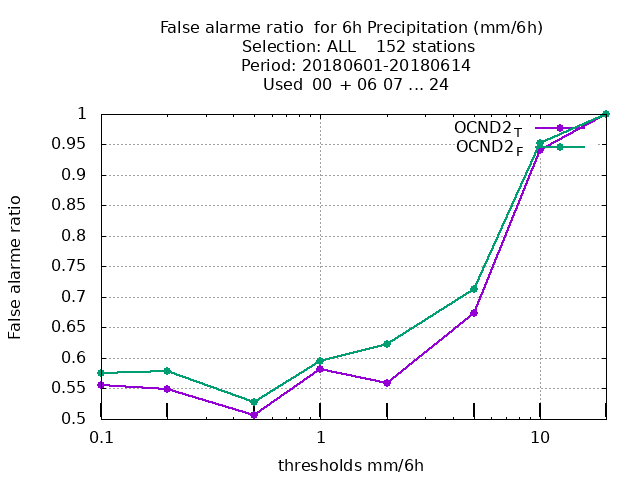 False alarme ratio  for 6h Precipitation (mm/6h)
Selection: ALL    152 stations
Period: 20180601-20180614
Used  00 + 06 07 ... 24
OCND2T
OCND2F
1
0.95
0.9
0.85
0.8
0.75
0.7
0.65
0.6
0.55
0.5
False alarme ratio
0.1
1
10
thresholds mm/6h